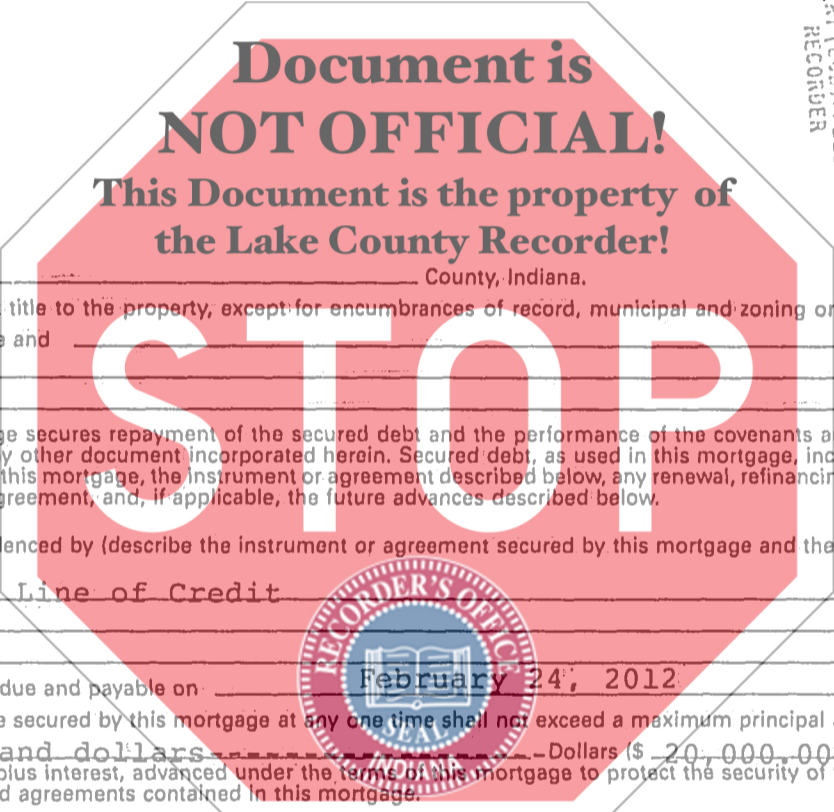 RECORDER
Document is
NOT OFFICIAL!
This Document is the property of
the Lake County Recorder!
County, Indiana.
title to the property, except for encumbrances of record, municipal and zoning or
e and
STOP
ge secures repayment of the secured debt and the performance of the covenants a
y other document incorporated herein. Secured debt, as used in this mortgage, inc
this mortgage, the instrument or agreement described below, any renewal, refinancin
greement, and, if applicable, the future advances described below.
enced by (describe the instrument or agreement secured by this mortgage and the
Line of Credit
RECORDER'S OFFICE
SEAL
INDIANA
due and payable on February 24, 2012
e secured by this mortgage at any one time shall not exceed a maximum principal
and dollars---------------------Dollars ($ 20,000.00
plus interest, advanced under the terms of this mortgage to protect the security of
d agreements contained in this mortgage.